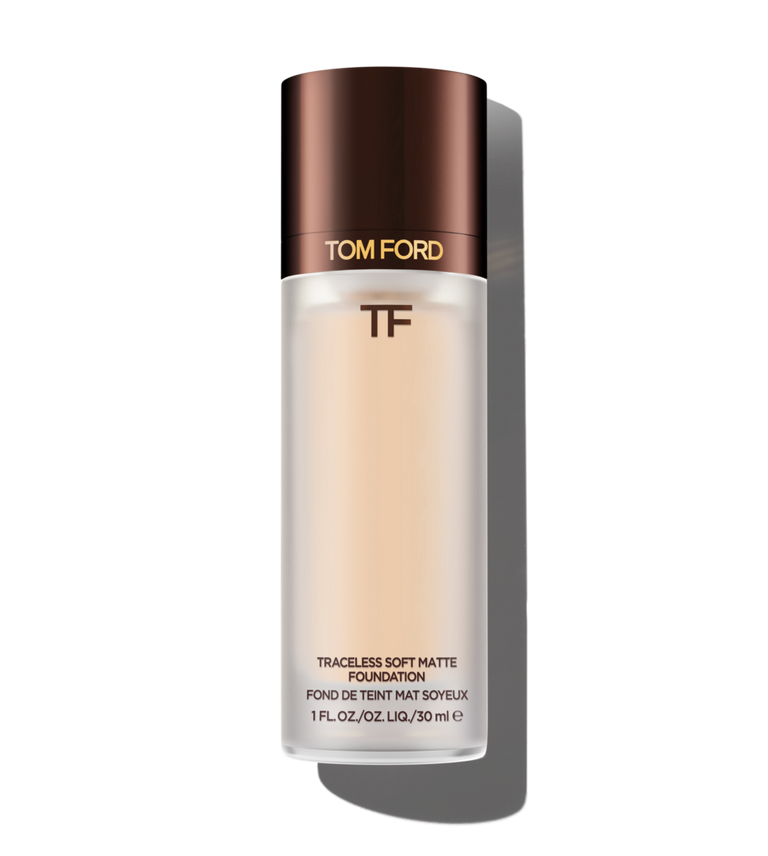 TOM FORD
TF
TRACELESS SOFT MATTE
FOUNDATION
FOND DE TEINT MAT SOYEUX
1 FL. OZ./OZ. LIQ./30 ml ℮